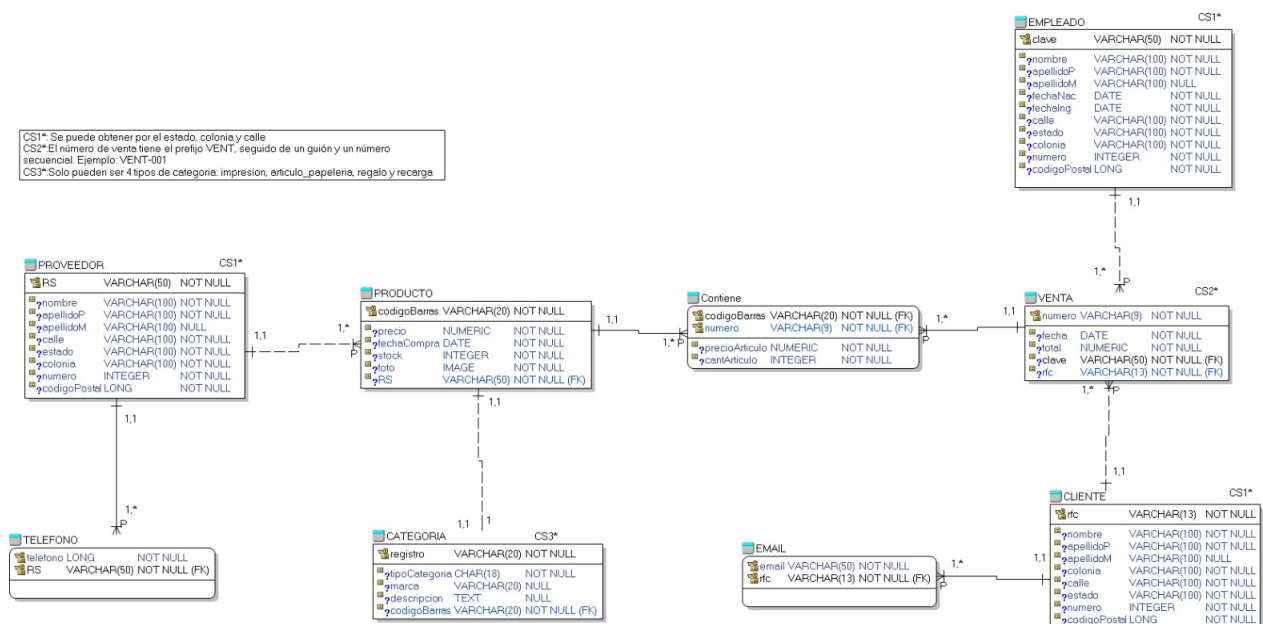 EMPLEADO CS1*
clave VARCHAR(50) NOT NULL
nombre VARCHAR(100) NOT NULL
apellidoP VARCHAR(100) NOT NULL
apellidoM VARCHAR(100) NULL
fechaNac DATE NOT NULL
fechaIng DATE NOT NULL
calle VARCHAR(100) NOT NULL
estado VARCHAR(100) NOT NULL
colonia VARCHAR(100) NOT NULL
numero INTEGER NOT NULL
codigoPostal LONG NOT NULL
1,1
1,*
P
CS1*: Se puede obtener por el estado, colonia y calle
CS2*:El número de venta tiene el prefijo VENT, seguido de un guión y un número
secuencial. Ejemplo: VENT-001
CS3*:Solo pueden ser 4 tipos de categoria: impresion, articulo_papeleria, regalo y recarga
PROVEEDOR CS1*
RS VARCHAR(50) NOT NULL
nombre VARCHAR(100) NOT NULL
apellidoP VARCHAR(100) NOT NULL
apellidoM VARCHAR(100) NULL
calle VARCHAR(100) NOT NULL
estado VARCHAR(100) NOT NULL
colonia VARCHAR(100) NOT NULL
numero INTEGER NOT NULL
codigoPostal LONG NOT NULL
1,1
1,*
P
PRODUCTO
codigoBarras VARCHAR(20) NOT NULL
precio NUMERIC NOT NULL
fechaCompra DATE NOT NULL
stock INTEGER NOT NULL
foto IMAGE NOT NULL
RS VARCHAR(50) NOT NULL (FK)
1,1
1,* P
Contiene
codigoBarras VARCHAR(20) NOT NULL (FK)
numero VARCHAR(9) NOT NULL (FK)
precioArticulo NUMERIC NOT NULL
cantArticulo INTEGER NOT NULL
1,*
P
1,1
VENTA CS2*
numero VARCHAR(9) NOT NULL
fecha DATE NOT NULL
total NUMERIC NOT NULL
clave VARCHAR(50) NOT NULL (FK)
rfc VARCHAR(13) NOT NULL (FK)
1,* P
1,1
1,1
1,*
P
TELEFONO
telefono LONG NOT NULL
RS VARCHAR(50) NOT NULL (FK)
1,1
1,1 1
CATEGORIA CS3*
registro VARCHAR(20) NOT NULL
tipoCategoria CHAR(18) NOT NULL
marca VARCHAR(20) NULL
descripcion TEXT NULL
codigoBarras VARCHAR(20) NOT NULL (FK)
EMAIL
email VARCHAR(50) NOT NULL
rfc VARCHAR(13) NOT NULL (FK)
1,*
P
1,1
CLIENTE CS1*
rfc VARCHAR(13) NOT NULL
nombre VARCHAR(100) NOT NULL
apellidoP VARCHAR(100) NOT NULL
apellidoM VARCHAR(100) NULL
colonia VARCHAR(100) NOT NULL
calle VARCHAR(100) NOT NULL
estado VARCHAR(100) NOT NULL
numero INTEGER NOT NULL
codigoPostal LONG NOT NULL